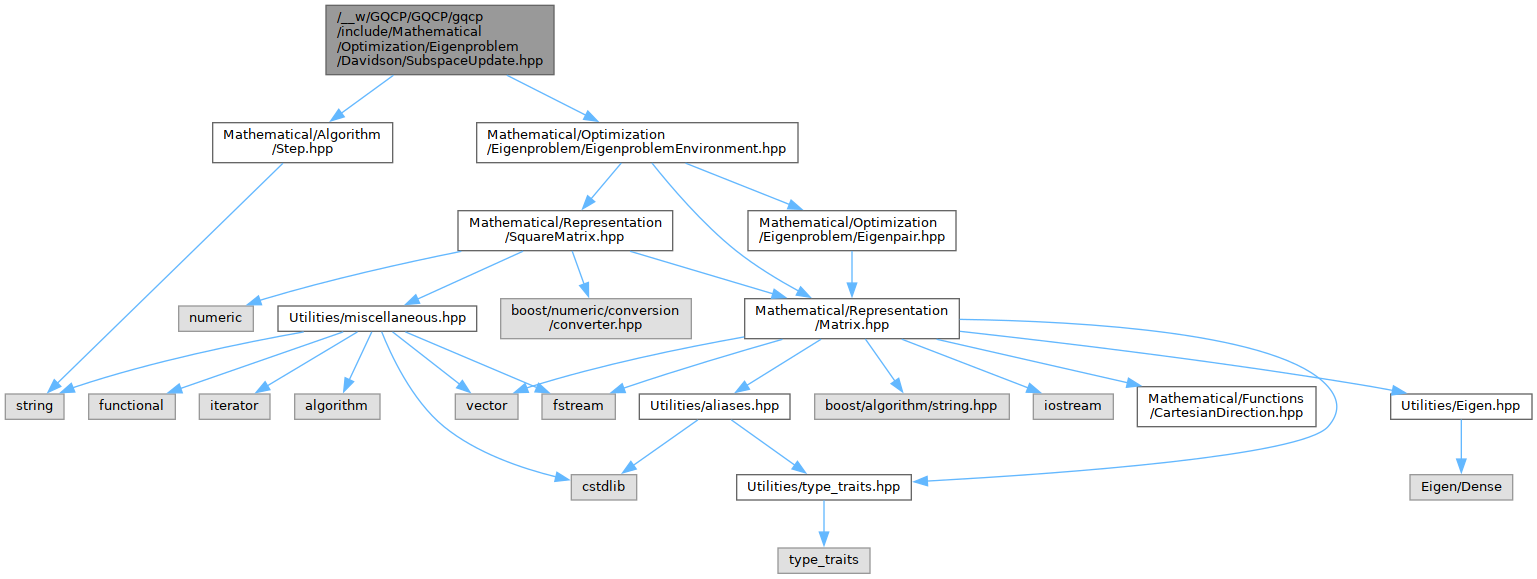 /__w/GQCP/GQCP/gqcp
/include/Mathematical
/Optimization/Eigenproblem
/Davidson/SubspaceUpdate.hpp
Mathematical/Algorithm
/Step.hpp
Mathematical/Optimization
/Eigenproblem/EigenproblemEnvironment.hpp
Mathematical/Representation
/SquareMatrix.hpp
Mathematical/Optimization
/Eigenproblem/Eigenpair.hpp
numeric
Utilities/miscellaneous.hpp
boost/numeric/conversion
/converter.hpp
Mathematical/Representation
/Matrix.hpp
string
functional
iterator
algorithm
vector
fstream
Utilities/aliases.hpp
boost/algorithm/string.hpp
iostream
Mathematical/Functions
/CartesianDirection.hpp
Utilities/Eigen.hpp
cstdlib
Utilities/type_traits.hpp
Eigen/Dense
type_traits